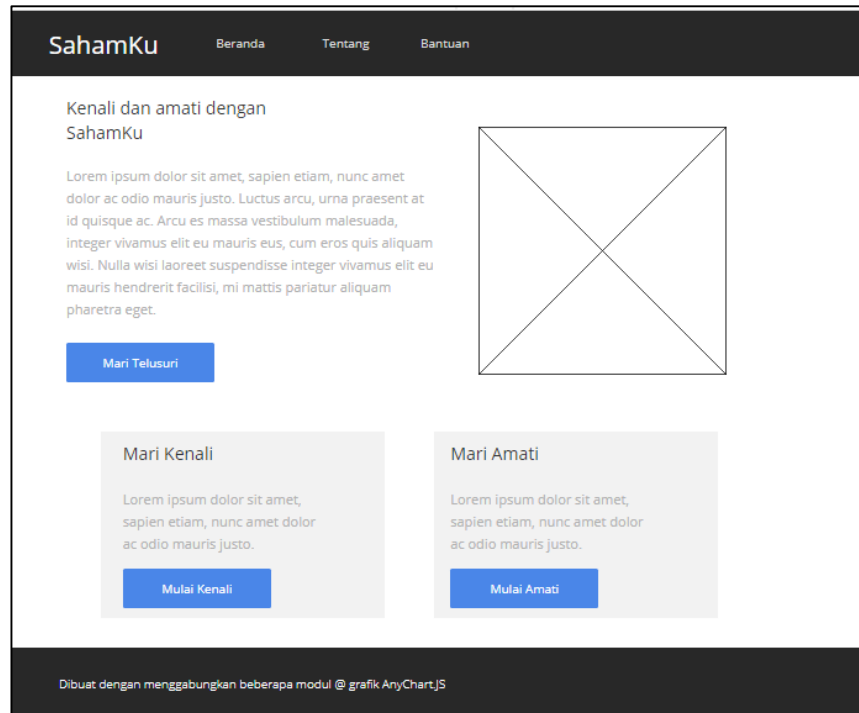 SahamKu
Beranda
Tentang
Bantuan
Kenali dan amati dengan
SahamKu
Lorem ipsum dolor sit amet, sapien etiam, nunc amet
dolor ac odio mauris justo. Luctus arcu, urna praesent at
id quisque ac. Arcu es massa vestibulum malesuada,
integer vivamus elit eu mauris eus, cum eros quis aliquam
wisi. Nulla wisi laoreet suspendisse integer vivamus elit eu
mauris hendrerit facilisi, mi mattis pariatur aliquam
pharetra eget.
Mari Telusuri
Mari Kenali
Lorem ipsum dolor sit amet,
sapien etiam, nunc amet dolor
ac odio mauris justo.
Mulai Kenali
Mari Amati
Lorem ipsum dolor sit amet,
sapien etiam, nunc amet dolor
ac odio mauris justo.
Mulai Amati
Dibuat dengan menggabungkan beberapa modul @ grafik AnyChart.JS